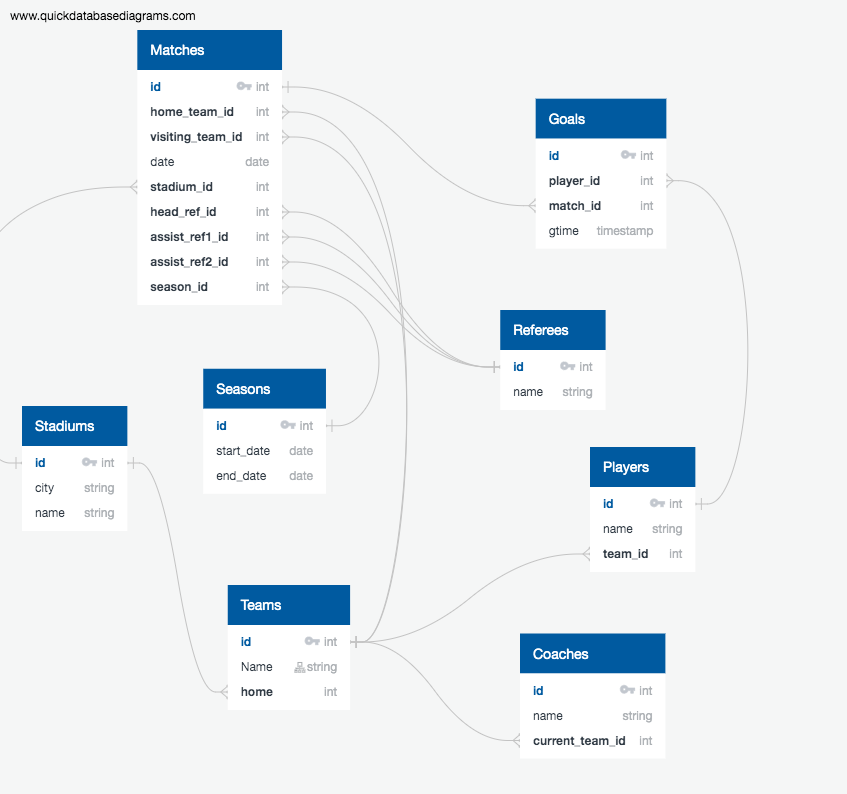 www.quickdatabasediagrams.com
Matches
id int
home_team_id int
visiting_team_id int
date date
stadium_id int
head_ref_id int
assist_ref1_id int
assist_ref2_id int
season_id int
Goals
id int
player_id int
match_id int
gtime timestamp
Referees
id int
name string
Seasons
id int
start_date date
end_date date
Stadiums
id int
city string
name string
Players
id int
name string
team_id int
Teams
id int
Name string
home int
Coaches
id int
name string
current_team_id int